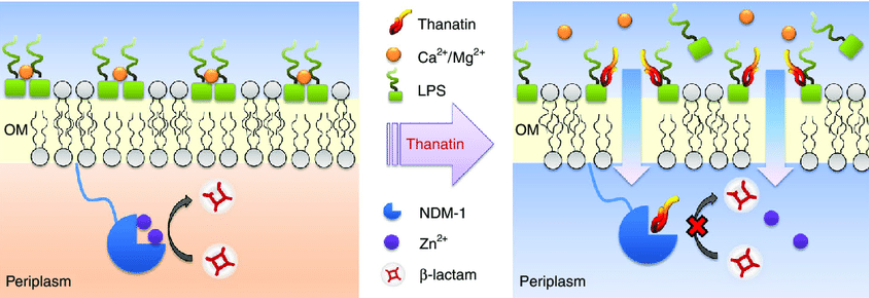 OM
Periplasm
Thanatin
Ca²⁺/Mg²⁺
LPS
Thanatin
NDM-1
Zn²⁺
β-lactam
OM
Periplasm